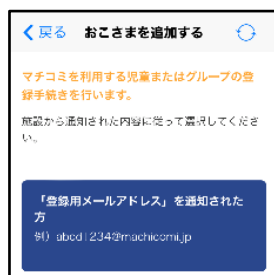 戻る おこさまを追加する
マチコミを利用する児童またはグループの登
録手続きを行います。
施設から通知された内容に従って選択してくださ
い。
「登録用メールアドレス」を通知された
方
例）abcd1234@machicomi.jp